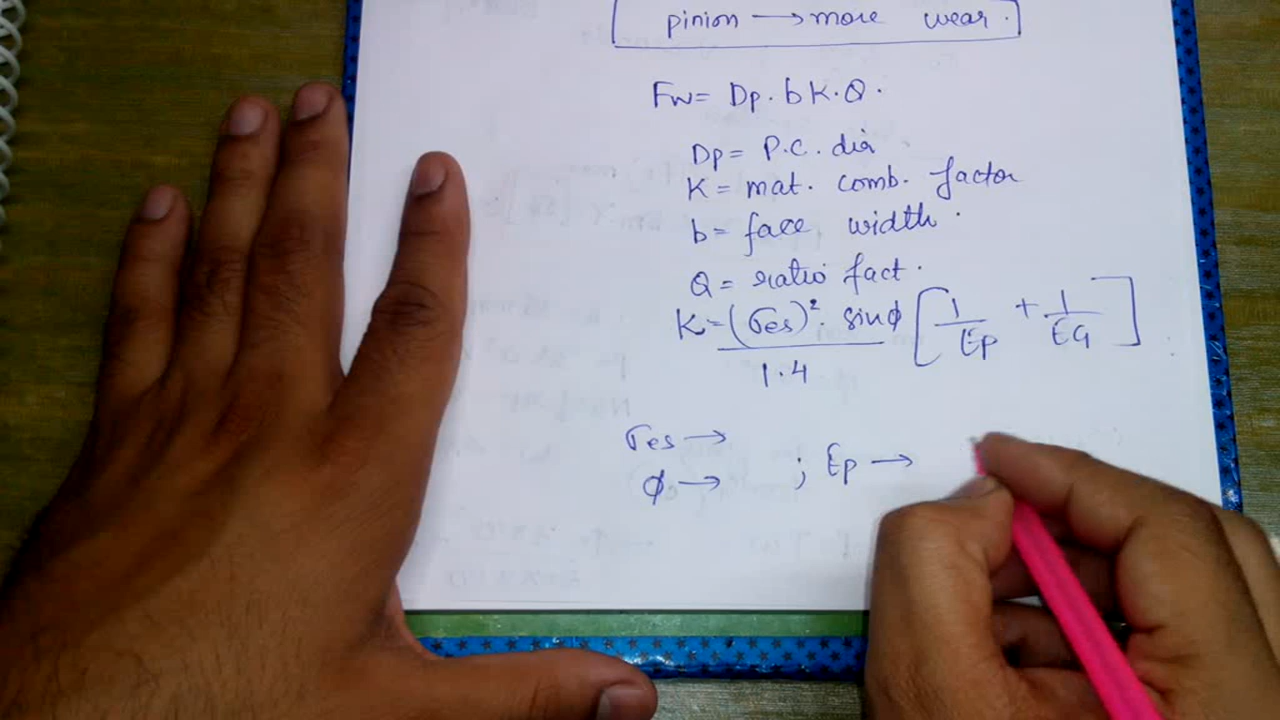 pinion → more wear.
Fw = Dp. b K. Q.
Dp = P.C. dia
K = mat. comb. factor
b = face width.
Q = ratio fact.
K = (σes)². sinϕ / 1.4 [1/Ep + 1/EG]
σes →
ϕ → ; Ep →